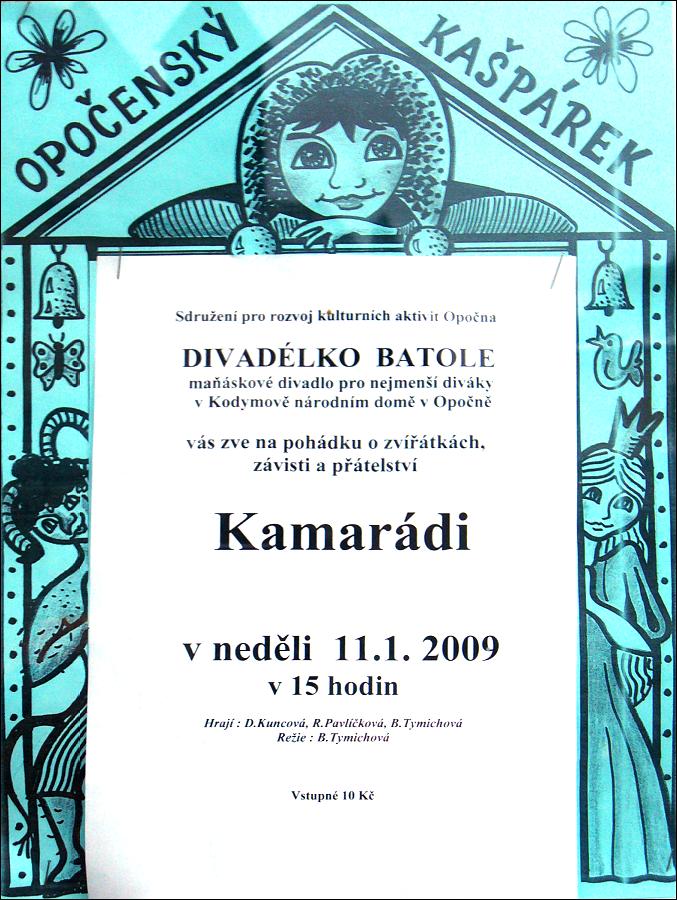 OPOČENSKÝ KAŠPÁREK
Sdružení pro rozvoj kulturních aktivit Opočna
DIVADÉLKO BATOLE
maňáskové divadlo pro nejmenší diváky
v Kodymově národním domě v Opočně
vás zve na pohádku o zvířátkách,
závisti a přátelství
Kamarádi
v neděli 11.1. 2009
v 15 hodin
Hrají : D.Kuncová, R.Pavlíčková, B.Tymichová
Režie : B.Tymichová
Vstupné 10 Kč